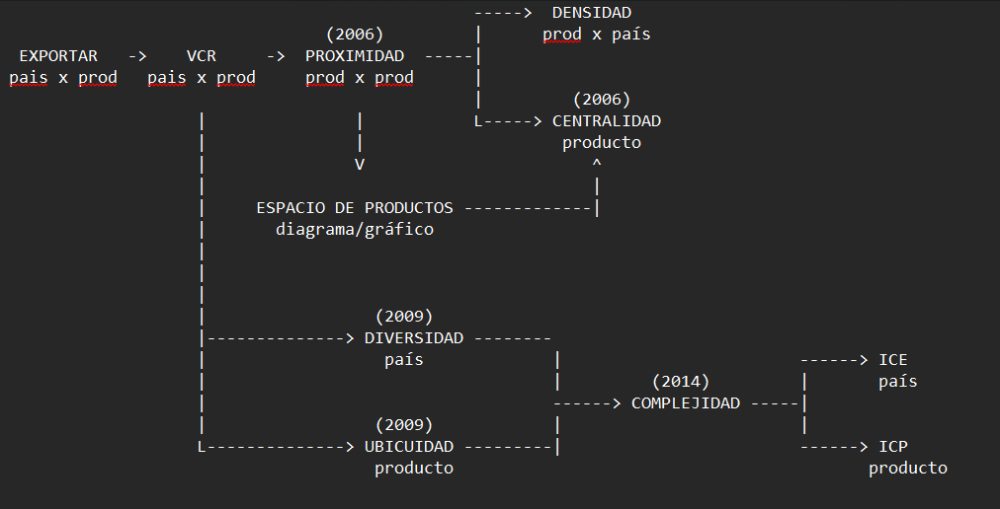 -----> DENSIDAD
(2006) | prod x país
EXPORTAR -> VCR -> PROXIMIDAD -----|
pais x prod pais x prod prod x prod |
| (2006)
| | L-----> CENTRALIDAD
| | producto
| V ^
| |
| ESPACIO DE PRODUCTOS -------------|
| diagrama/gráfico
|
|
|
| (2009)
|--------------> DIVERSIDAD --------
| país | ------> ICE
| | (2014) | país
| ------> COMPLEJIDAD -----|
| (2009) | |
L--------------> UBICUIDAD ---------| ------> ICP
producto producto